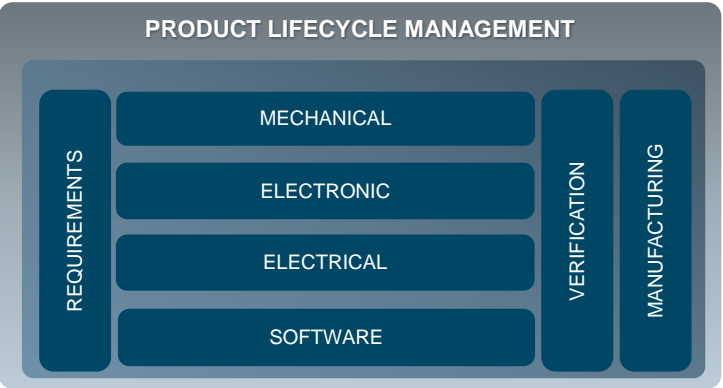 PRODUCT LIFECYCLE MANAGEMENT
REQUIREMENTS
MECHANICAL
ELECTRONIC
ELECTRICAL
SOFTWARE
VERIFICATION
MANUFACTURING